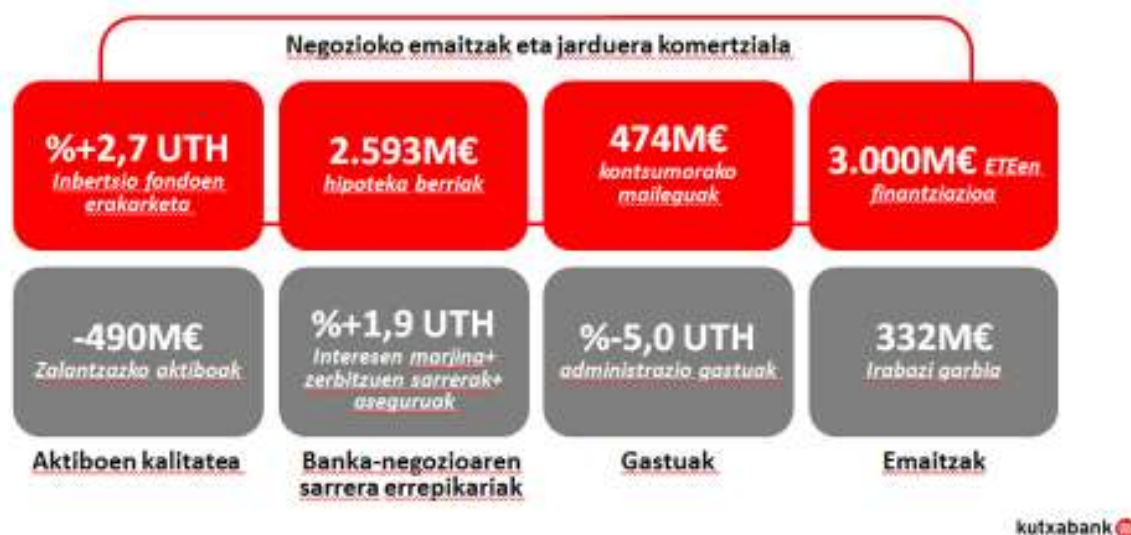 Negozioko emaitzak eta jarduera komertziala
%+2,7 UTH
Inbertsio fondoen
erakarketa
2.593M€
hipoteka berriak
474M€
kontsumorako
maileguak
3.000M€ ETEen
finantziazioa
-490M€
Zalantzazko aktiboak
%+1,9 UTH
Interesen marjina+
zerbitzuen sarrerak+
aseguruak
%-5,0 UTH
administrazio gastuak
332M€
Irabazi garbia
Aktiboen kalitatea
Banka-negozioaren
sarrera errepikariak
Gastuak
Emaitzak
kutxabank